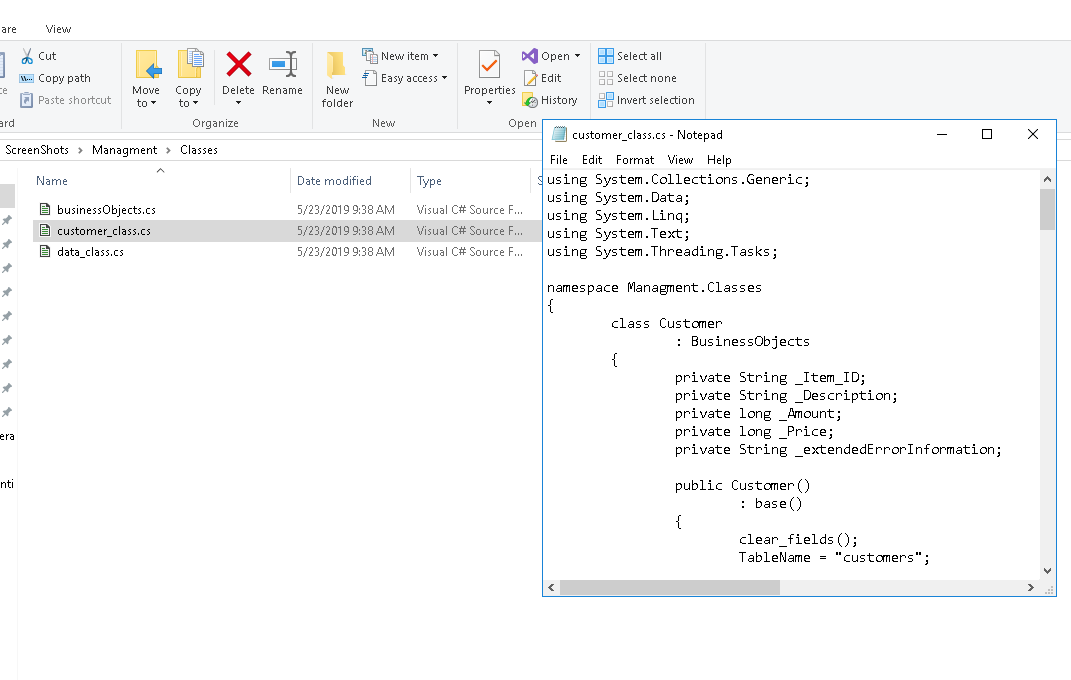 are View
Cut
Copy path
Paste shortcut
ard
Move to
Copy to
Delete
Rename
Organize
New folder
New item
Easy access
New
Properties
Open
Edit
History
Open
Select all
Select none
Invert selection
ScreenShots > Managment > Classes
Name Date modified Type S
businessObjects.cs 5/23/2019 9:38 AM Visual C# Source F...
customer_class.cs 5/23/2019 9:38 AM Visual C# Source F...
data_class.cs 5/23/2019 9:38 AM Visual C# Source F...
era
nti
customer_class.cs - Notepad
File Edit Format View Help
using System.Collections.Generic;
using System.Data;
using System.Linq;
using System.Text;
using System.Threading.Tasks;
namespace Managment.Classes
{
class Customer
: BusinessObjects
{
private String _Item_ID;
private String _Description;
private long _Amount;
private long _Price;
private String _extendedErrorInformation;
public Customer()
: base()
{
clear_fields();
TableName = "customers";